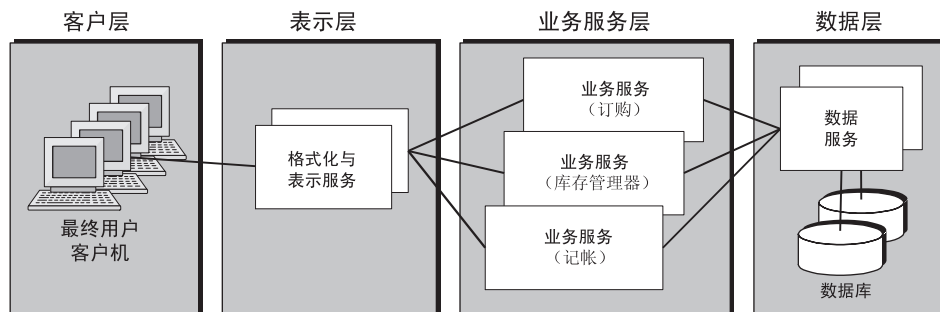 客户层
表示层
业务服务层
数据层
最终用户
客户机
格式化与
表示服务
业务服务
（订购）
业务服务
（库存管理器）
业务服务
（记帐）
数据
服务
数据库